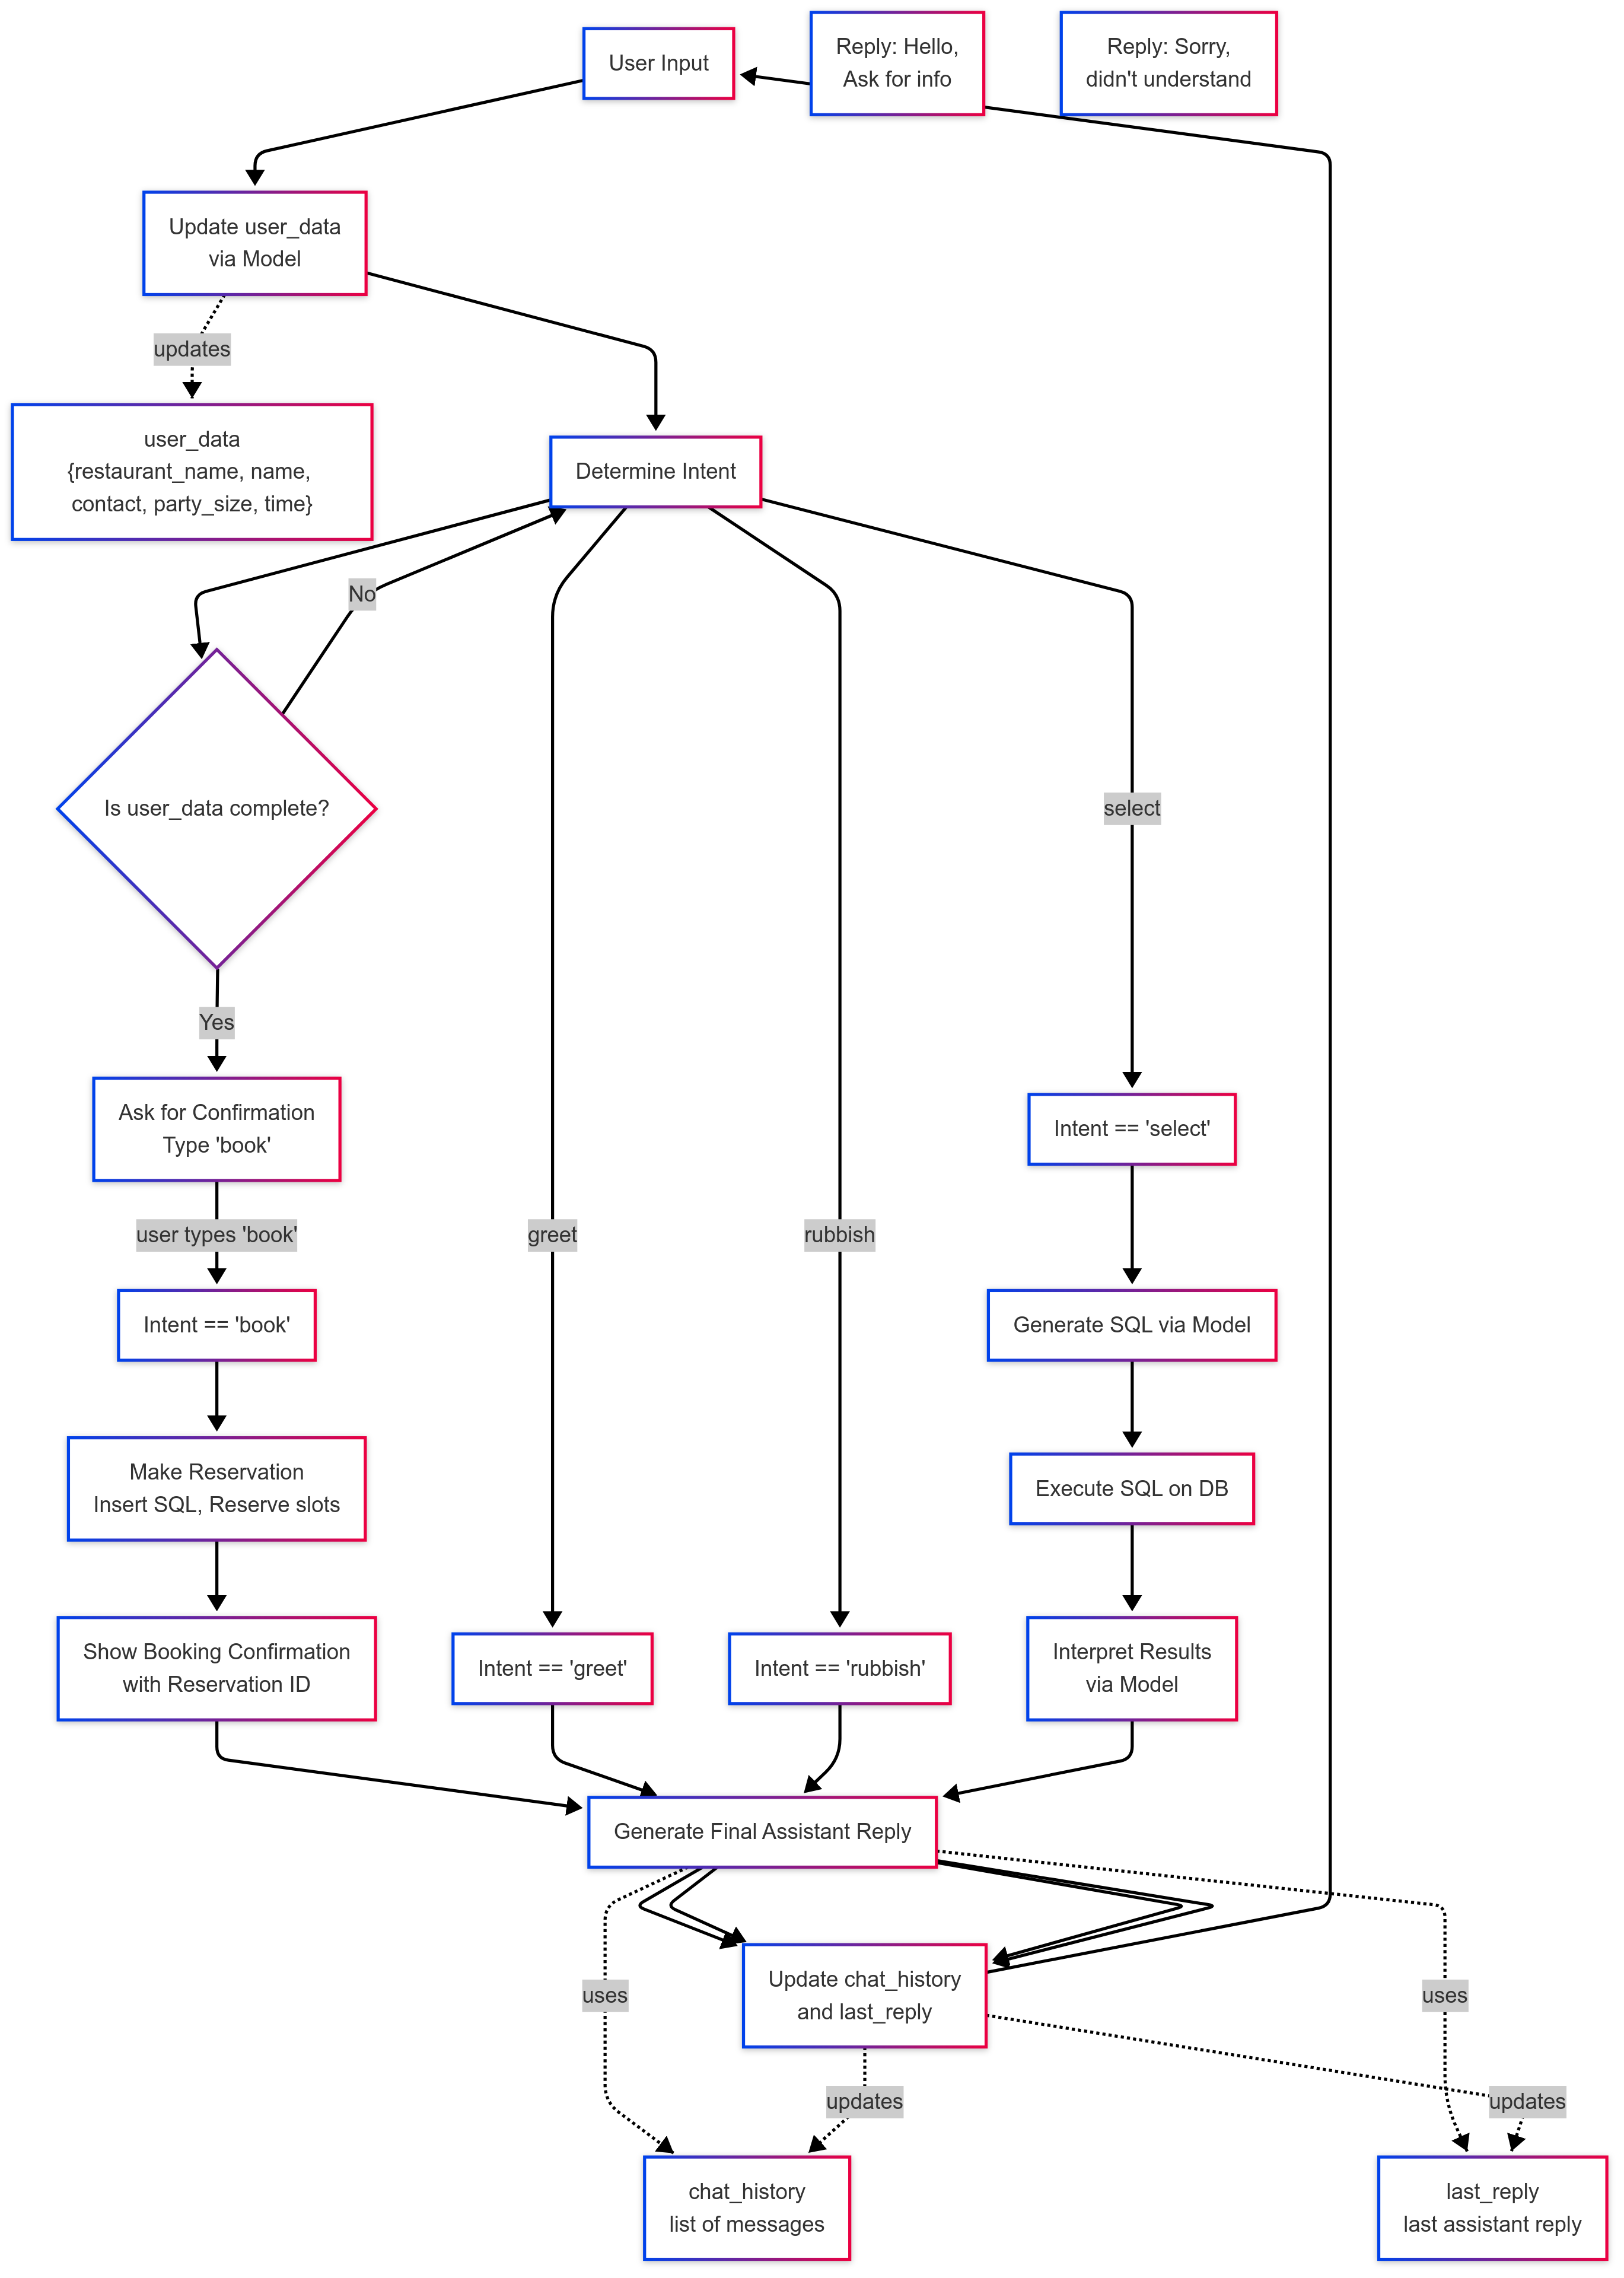 User Input
Reply: Hello,
Ask for info
Reply: Sorry,
didn't understand
Update user_data
via Model
updates
user_data
{restaurant_name, name,
contact, party_size, time}
Determine Intent
No
Is user_data complete?
select
Yes
Ask for Confirmation
Type 'book'
Intent == 'select'
user types 'book'
greet
rubbish
Intent == 'book'
Generate SQL via Model
Make Reservation
Insert SQL, Reserve slots
Execute SQL on DB
Show Booking Confirmation
with Reservation ID
Intent == 'greet'
Intent == 'rubbish'
Interpret Results
via Model
Generate Final Assistant Reply
uses
Update chat_history
and last_reply
uses
updates
updates
chat_history
list of messages
last_reply
last assistant reply